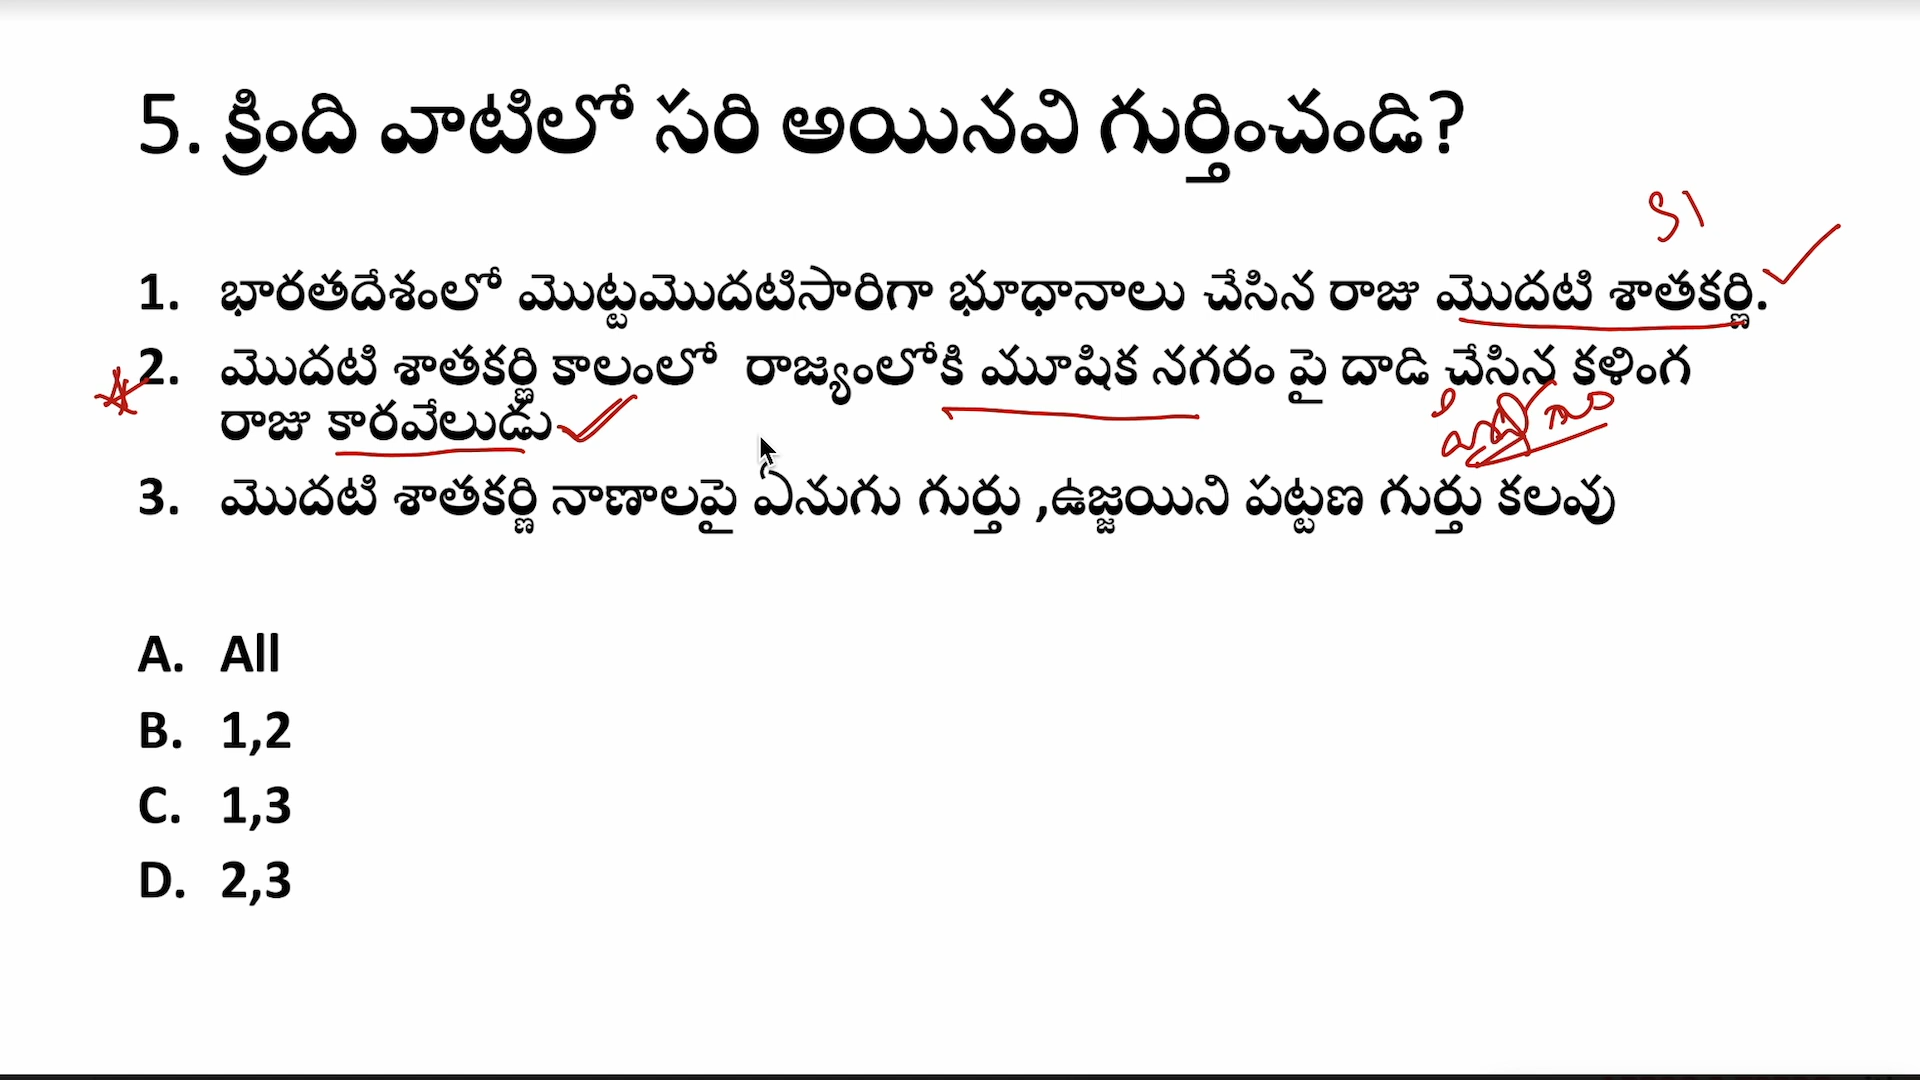 5. క్రింది వాటిలో సరి అయినవి గుర్తించండి?
S1
1. భారతదేశంలో మొట్టమొదటిసారిగా భూధానాలు చేసిన రాజు మొదటి శాతకర్ణి.
2. మొదటి శాతకర్ణి కాలంలో రాజ్యంలోకి మూషిక నగరం పై దాడి చేసిన కళింగ
రాజు కారవేలుడు
3. మొదటి శాతకర్ణి నాణాలపై ఏనుగు గుర్తు ,ఉజ్జయిని పట్టణ గుర్తు కలవు
A. All
B. 1,2
C. 1,3
D. 2,3